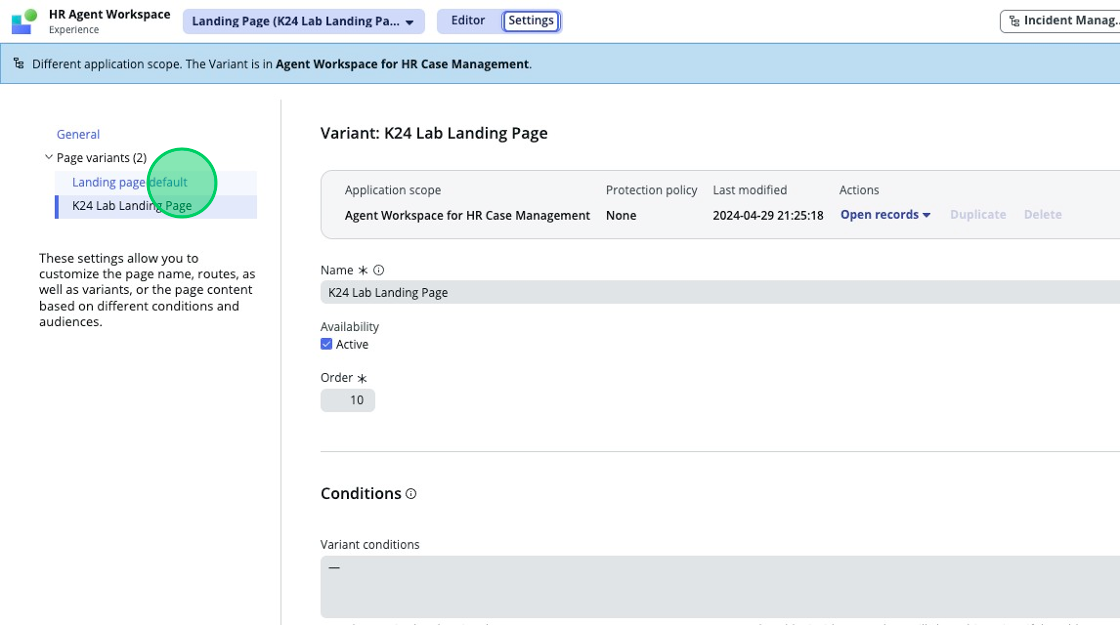 HR Agent Workspace
Experience
Landing Page (K24 Lab Landing Pa...
Editor
Settings
Incident Manag..
Different application scope. The Variant is in Agent Workspace for HR Case Management.
General
Page variants (2)
Landing page default
K24 Lab Landing Page
These settings allow you to
customize the page name, routes, as
well as variants, or the page content
based on different conditions and
audiences.
Variant: K24 Lab Landing Page
Application scope
Protection policy
Last modified
Actions
Agent Workspace for HR Case Management
None
2024-04-29 21:25:18
Open records
Duplicate
Delete
Name *
K24 Lab Landing Page
Availability
Active
Order *
10
Conditions
Variant conditions
—